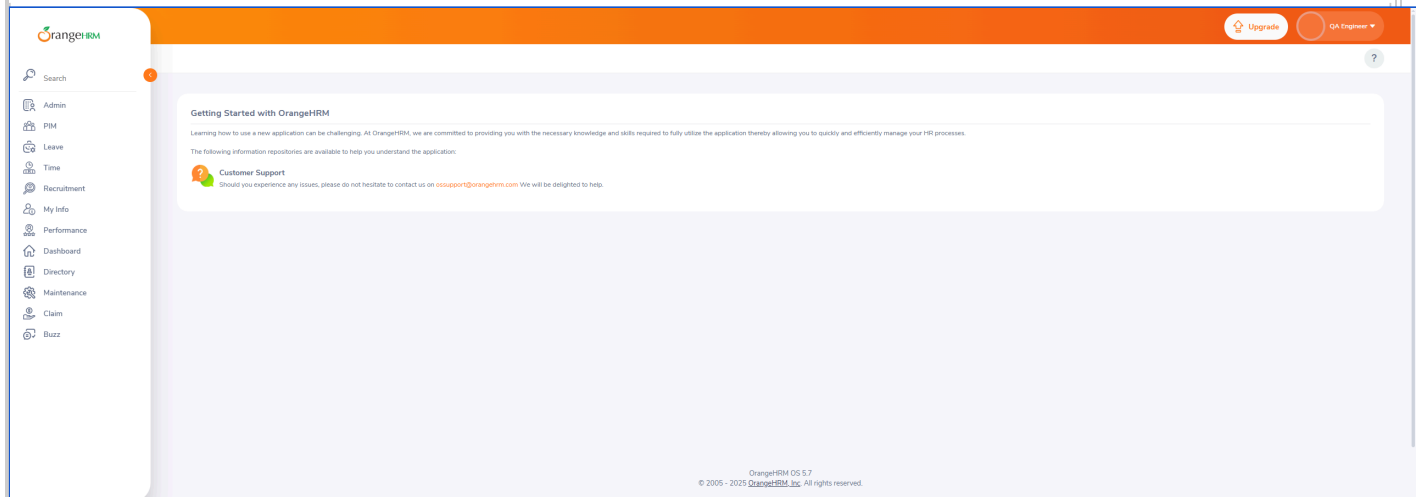 OrangeHRM
Upgrade
QA Engineer
Search
?
Admin
PIM
Leave
Time
Recruitment
My Info
Performance
Dashboard
Directory
Maintenance
Claim
Buzz
Getting Started with OrangeHRM
Learning how to use a new application can be challenging. At OrangeHRM, we are committed to providing you with the necessary knowledge and skills required to fully utilize the application thereby allowing you to quickly and efficiently manage your HR processes.
The following information repositories are available to help you understand the application:
?
Customer Support
Should you experience any issues, please do not hesitate to contact us on ossupport@orangehrm.com We will be delighted to help.
OrangeHRM OS 5.7
© 2005 - 2025 OrangeHRM, Inc. All rights reserved.